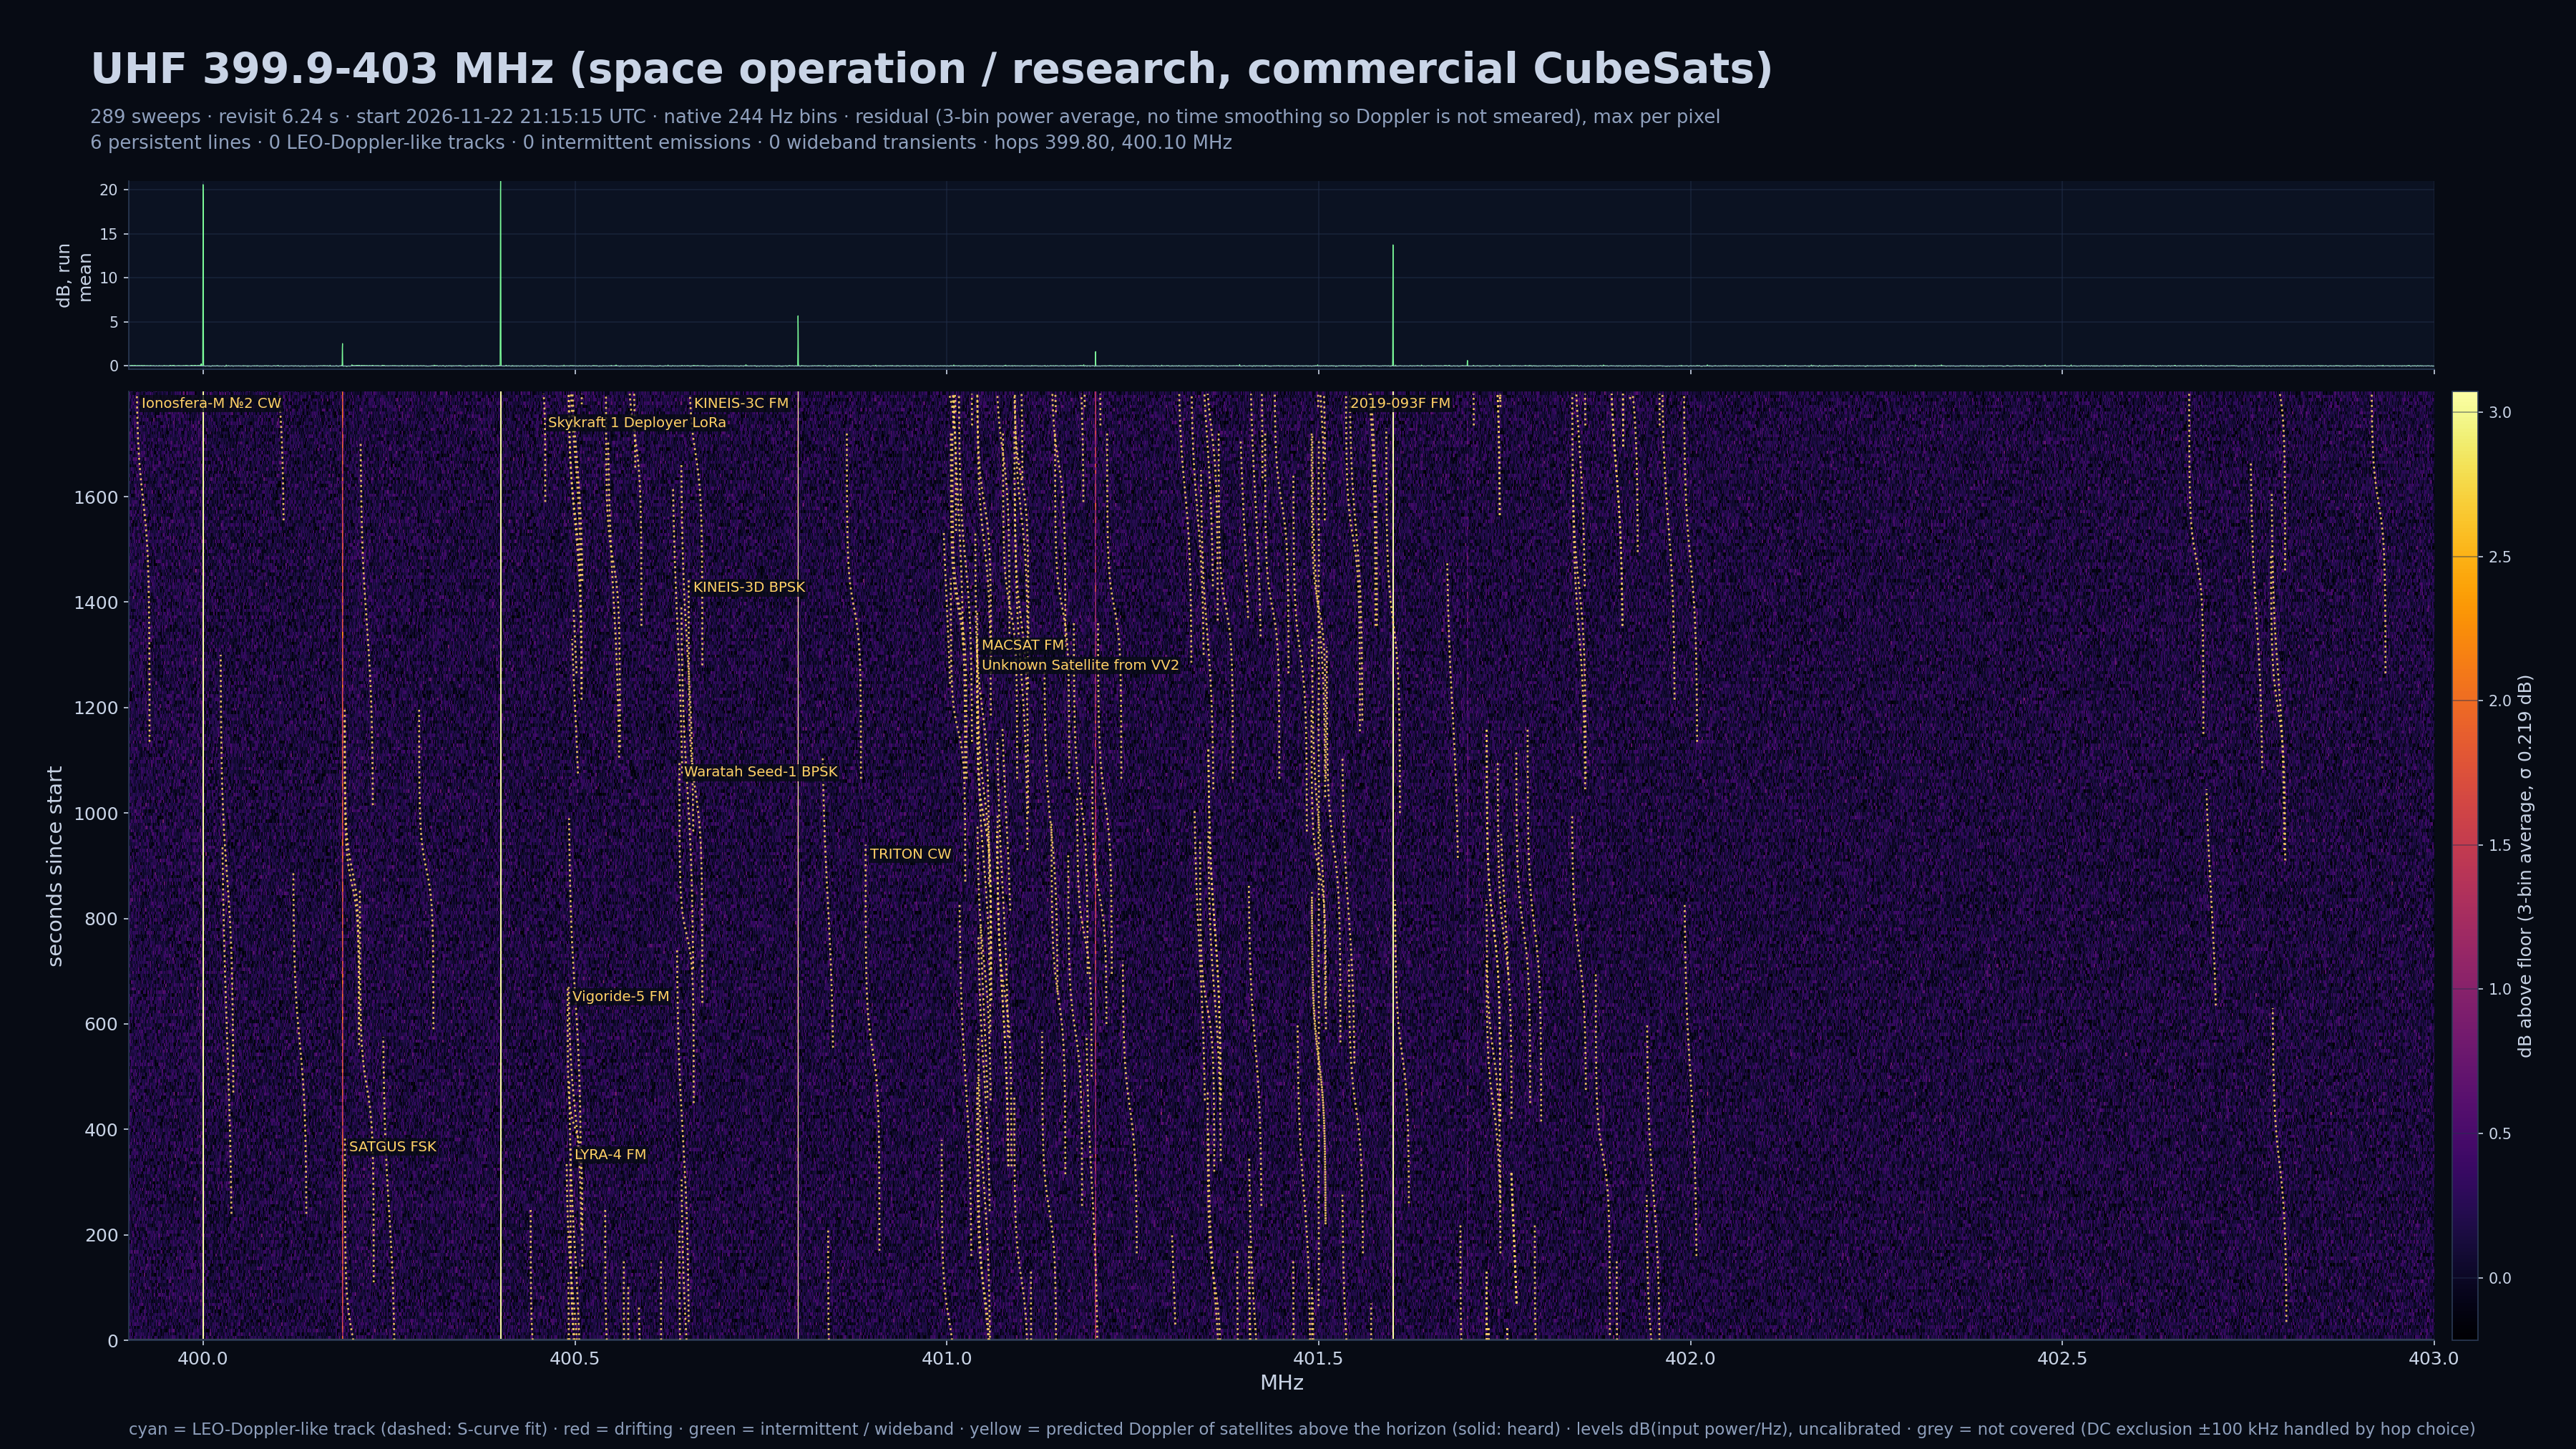 UHF 399.9-403 MHz (space operation / research, commercial CubeSats)
289 sweeps · revisit 6.24 s · start 2026-11-22 21:15:15 UTC · native 244 Hz bins · residual (3-bin power average, no time smoothing so Doppler is not smeared), max per pixel
6 persistent lines · 0 LEO-Doppler-like tracks · 0 intermittent emissions · 0 wideband transients · hops 399.80, 400.10 MHz
dB, run
mean
20
15
10
5
0
Ionosfera-M №2 CW
KINEIS-3C FM
2019-093F FM
Skykraft 1 Deployer LoRa
KINEIS-3D BPSK
MACSAT FM
Unknown Satellite from VV2
Waratah Seed-1 BPSK
TRITON CW
Vigoride-5 FM
SATGUS FSK
LYRA-4 FM
seconds since start
1600
1400
1200
1000
800
600
400
200
0
400.0
400.5
401.0
401.5
402.0
402.5
403.0
MHz
3.0
2.5
2.0
1.5
1.0
0.5
0.0
dB above floor (3-bin average, σ 0.219 dB)
cyan = LEO-Doppler-like track (dashed: S-curve fit) · red = drifting · green = intermittent / wideband · yellow = predicted Doppler of satellites above the horizon (solid: heard) · levels dB(input power/Hz), uncalibrated · grey = not covered (DC exclusion ±100 kHz handled by hop choice)